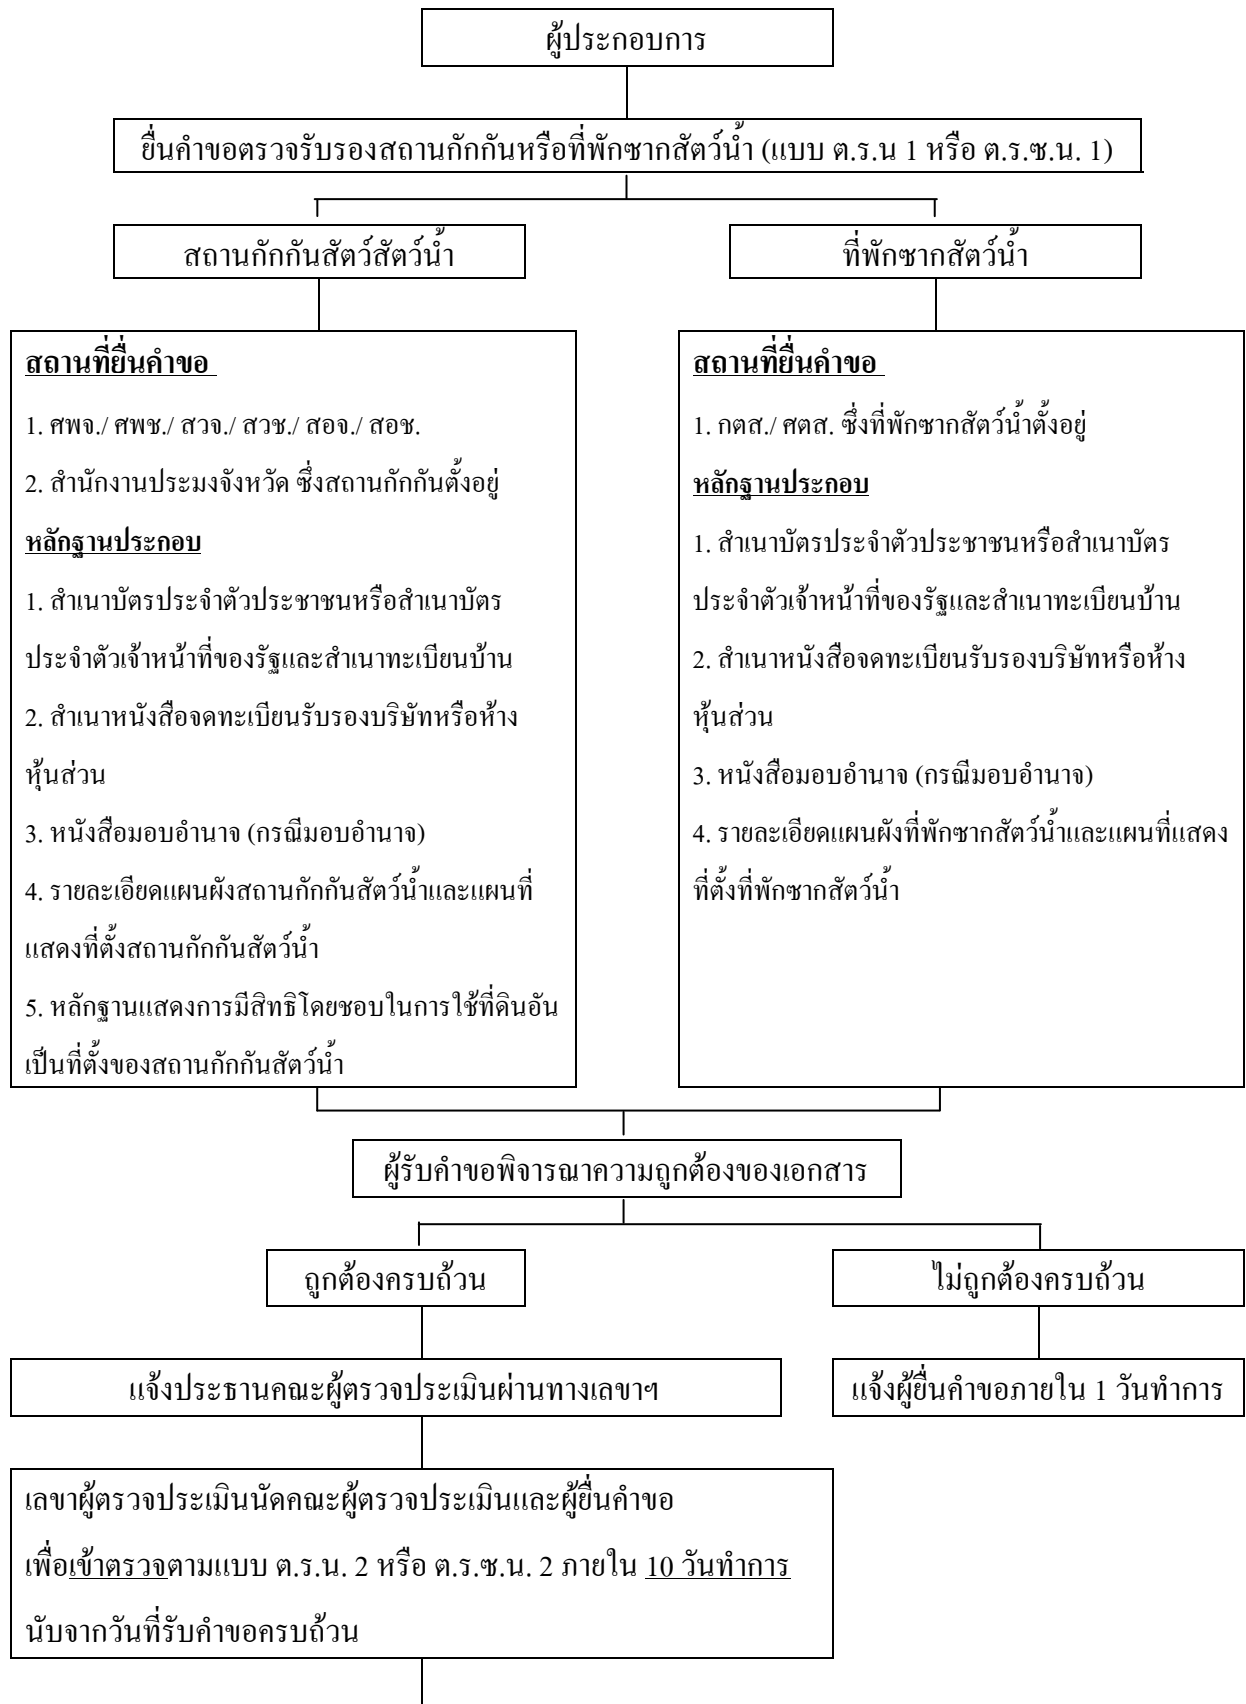 ผู้ประกอบการ
ยื่นคำขอตรวจรับรองสถานกักกันหรือที่พักซากสัตว์น้ำ (แบบ ต.ร.น 1 หรือ ต.ร.ซ.น. 1)
สถานกักกันสัตว์สัตว์น้ำ
ที่พักซากสัตว์น้ำ
สถานที่ยื่นคำขอ
1. ศพจ./ ศพช./ สวจ./ สวช./ สอจ./ สอช.
2. สำนักงานประมงจังหวัด ซึ่งสถานกักกันตั้งอยู่
หลักฐานประกอบ
1. สำเนาบัตรประจำตัวประชาชนหรือสำเนาบัตร
ประจำตัวเจ้าหน้าที่ของรัฐและสำเนาทะเบียนบ้าน
2. สำเนาหนังสือจดทะเบียนรับรองบริษัทหรือห้าง
หุ้นส่วน
3. หนังสือมอบอำนาจ (กรณีมอบอำนาจ)
4. รายละเอียดแผนผังสถานกักกันสัตว์น้ำและแผนที่
แสดงที่ตั้งสถานกักกันสัตว์น้ำ
5. หลักฐานแสดงการมีสิทธิโดยชอบในการใช้ที่ดินอัน
เป็นที่ตั้งของสถานกักกันสัตว์น้ำ
สถานที่ยื่นคำขอ
1. กตส./ ศตส. ซึ่งที่พักซากสัตว์น้ำตั้งอยู่
หลักฐานประกอบ
1. สำเนาบัตรประจำตัวประชาชนหรือสำเนาบัตร
ประจำตัวเจ้าหน้าที่ของรัฐและสำเนาทะเบียนบ้าน
2. สำเนาหนังสือจดทะเบียนรับรองบริษัทหรือห้าง
หุ้นส่วน
3. หนังสือมอบอำนาจ (กรณีมอบอำนาจ)
4. รายละเอียดแผนผังที่พักซากสัตว์น้ำและแผนที่แสดง
ที่ตั้งที่พักซากสัตว์น้ำ
ผู้รับคำขอพิจารณาความถูกต้องของเอกสาร
ถูกต้องครบถ้วน
ไม่ถูกต้องครบถ้วน
แจ้งประธานคณะผู้ตรวจประเมินผ่านทางเลขาฯ
แจ้งผู้ยื่นคำขอภายใน 1 วันทำการ
เลขาผู้ตรวจประเมินนัดคณะผู้ตรวจประเมินและผู้ยื่นคำขอ
เพื่อเข้าตรวจตามแบบ ต.ร.น. 2 หรือ ต.ร.ซ.น. 2 ภายใน 10 วันทำการ
นับจากวันที่รับคำขอครบถ้วน